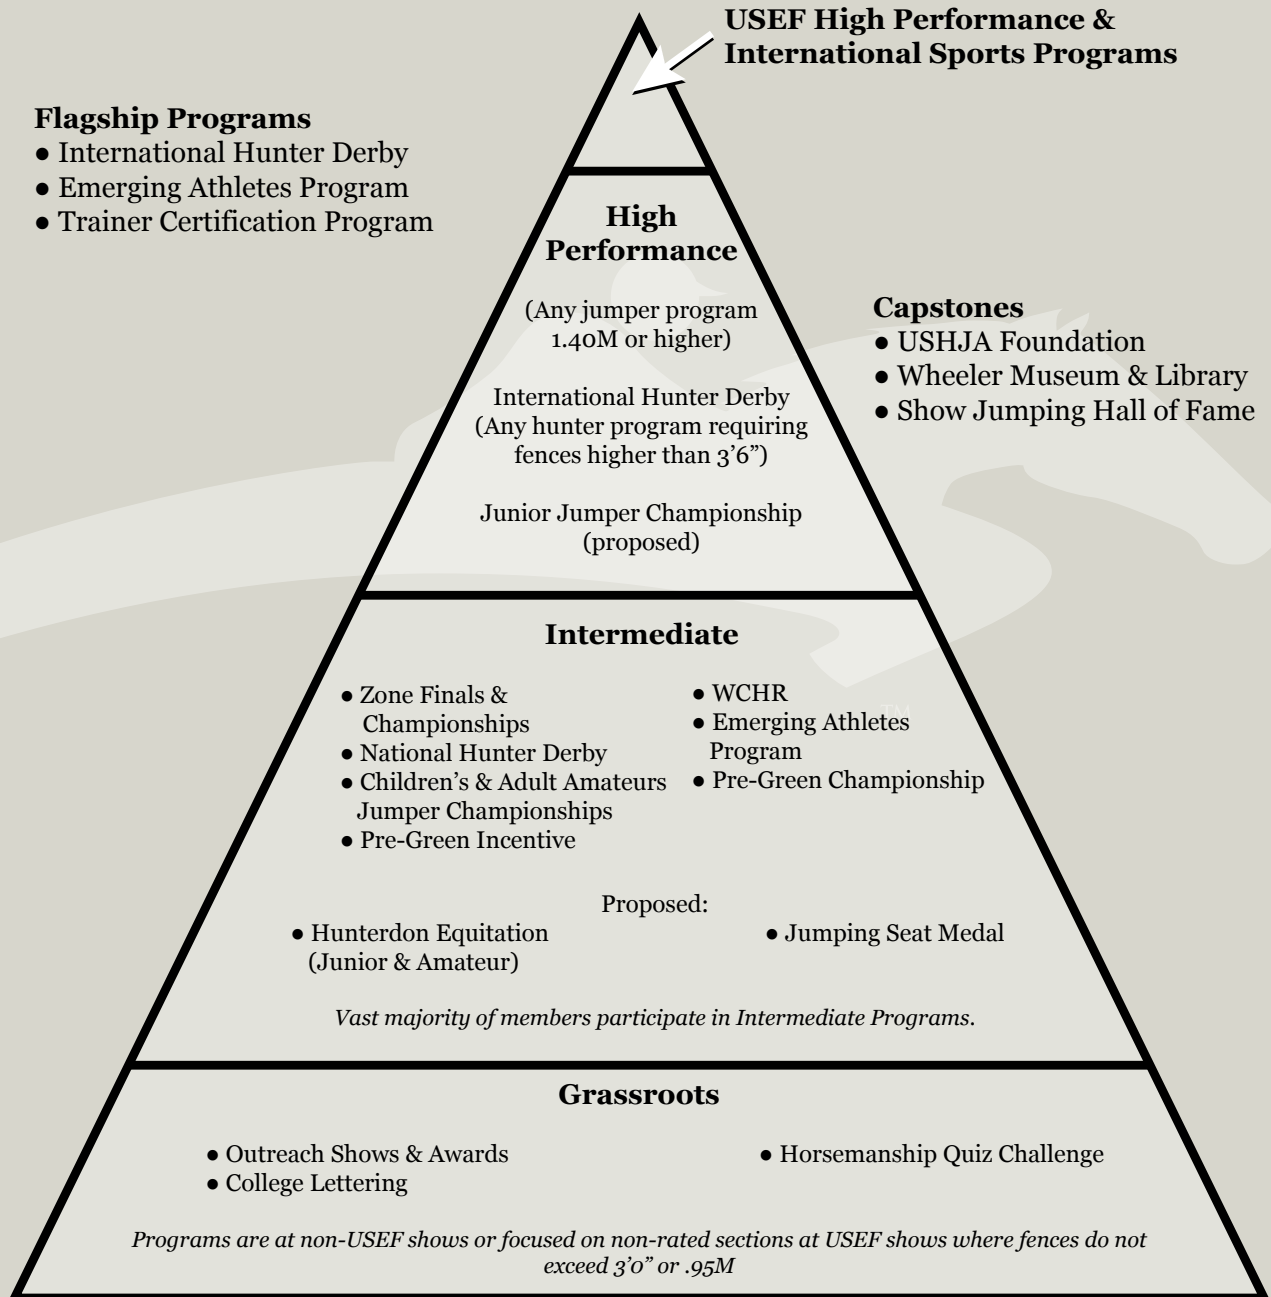 USEF High Performance &
International Sports Programs
Flagship Programs
● International Hunter Derby
● Emerging Athletes Program
● Trainer Certification Program
High
Performance
(Any jumper program
1.40M or higher)
International Hunter Derby
(Any hunter program requiring
fences higher than 3’6”)
Junior Jumper Championship
(proposed)
Capstones
● USHJA Foundation
● Wheeler Museum & Library
● Show Jumping Hall of Fame
Intermediate
● Zone Finals &
Championships
● National Hunter Derby
● Children’s & Adult Amateurs
Jumper Championships
● Pre-Green Incentive
● WCHR
● Emerging Athletes
Program
● Pre-Green Championship
TM
Proposed:
● Hunterdon Equitation
(Junior & Amateur)
● Jumping Seat Medal
Vast majority of members participate in Intermediate Programs.
Grassroots
● Outreach Shows & Awards
● College Lettering
● Horsemanship Quiz Challenge
Programs are at non-USEF shows or focused on non-rated sections at USEF shows where fences do not
exceed 3’0” or .95M